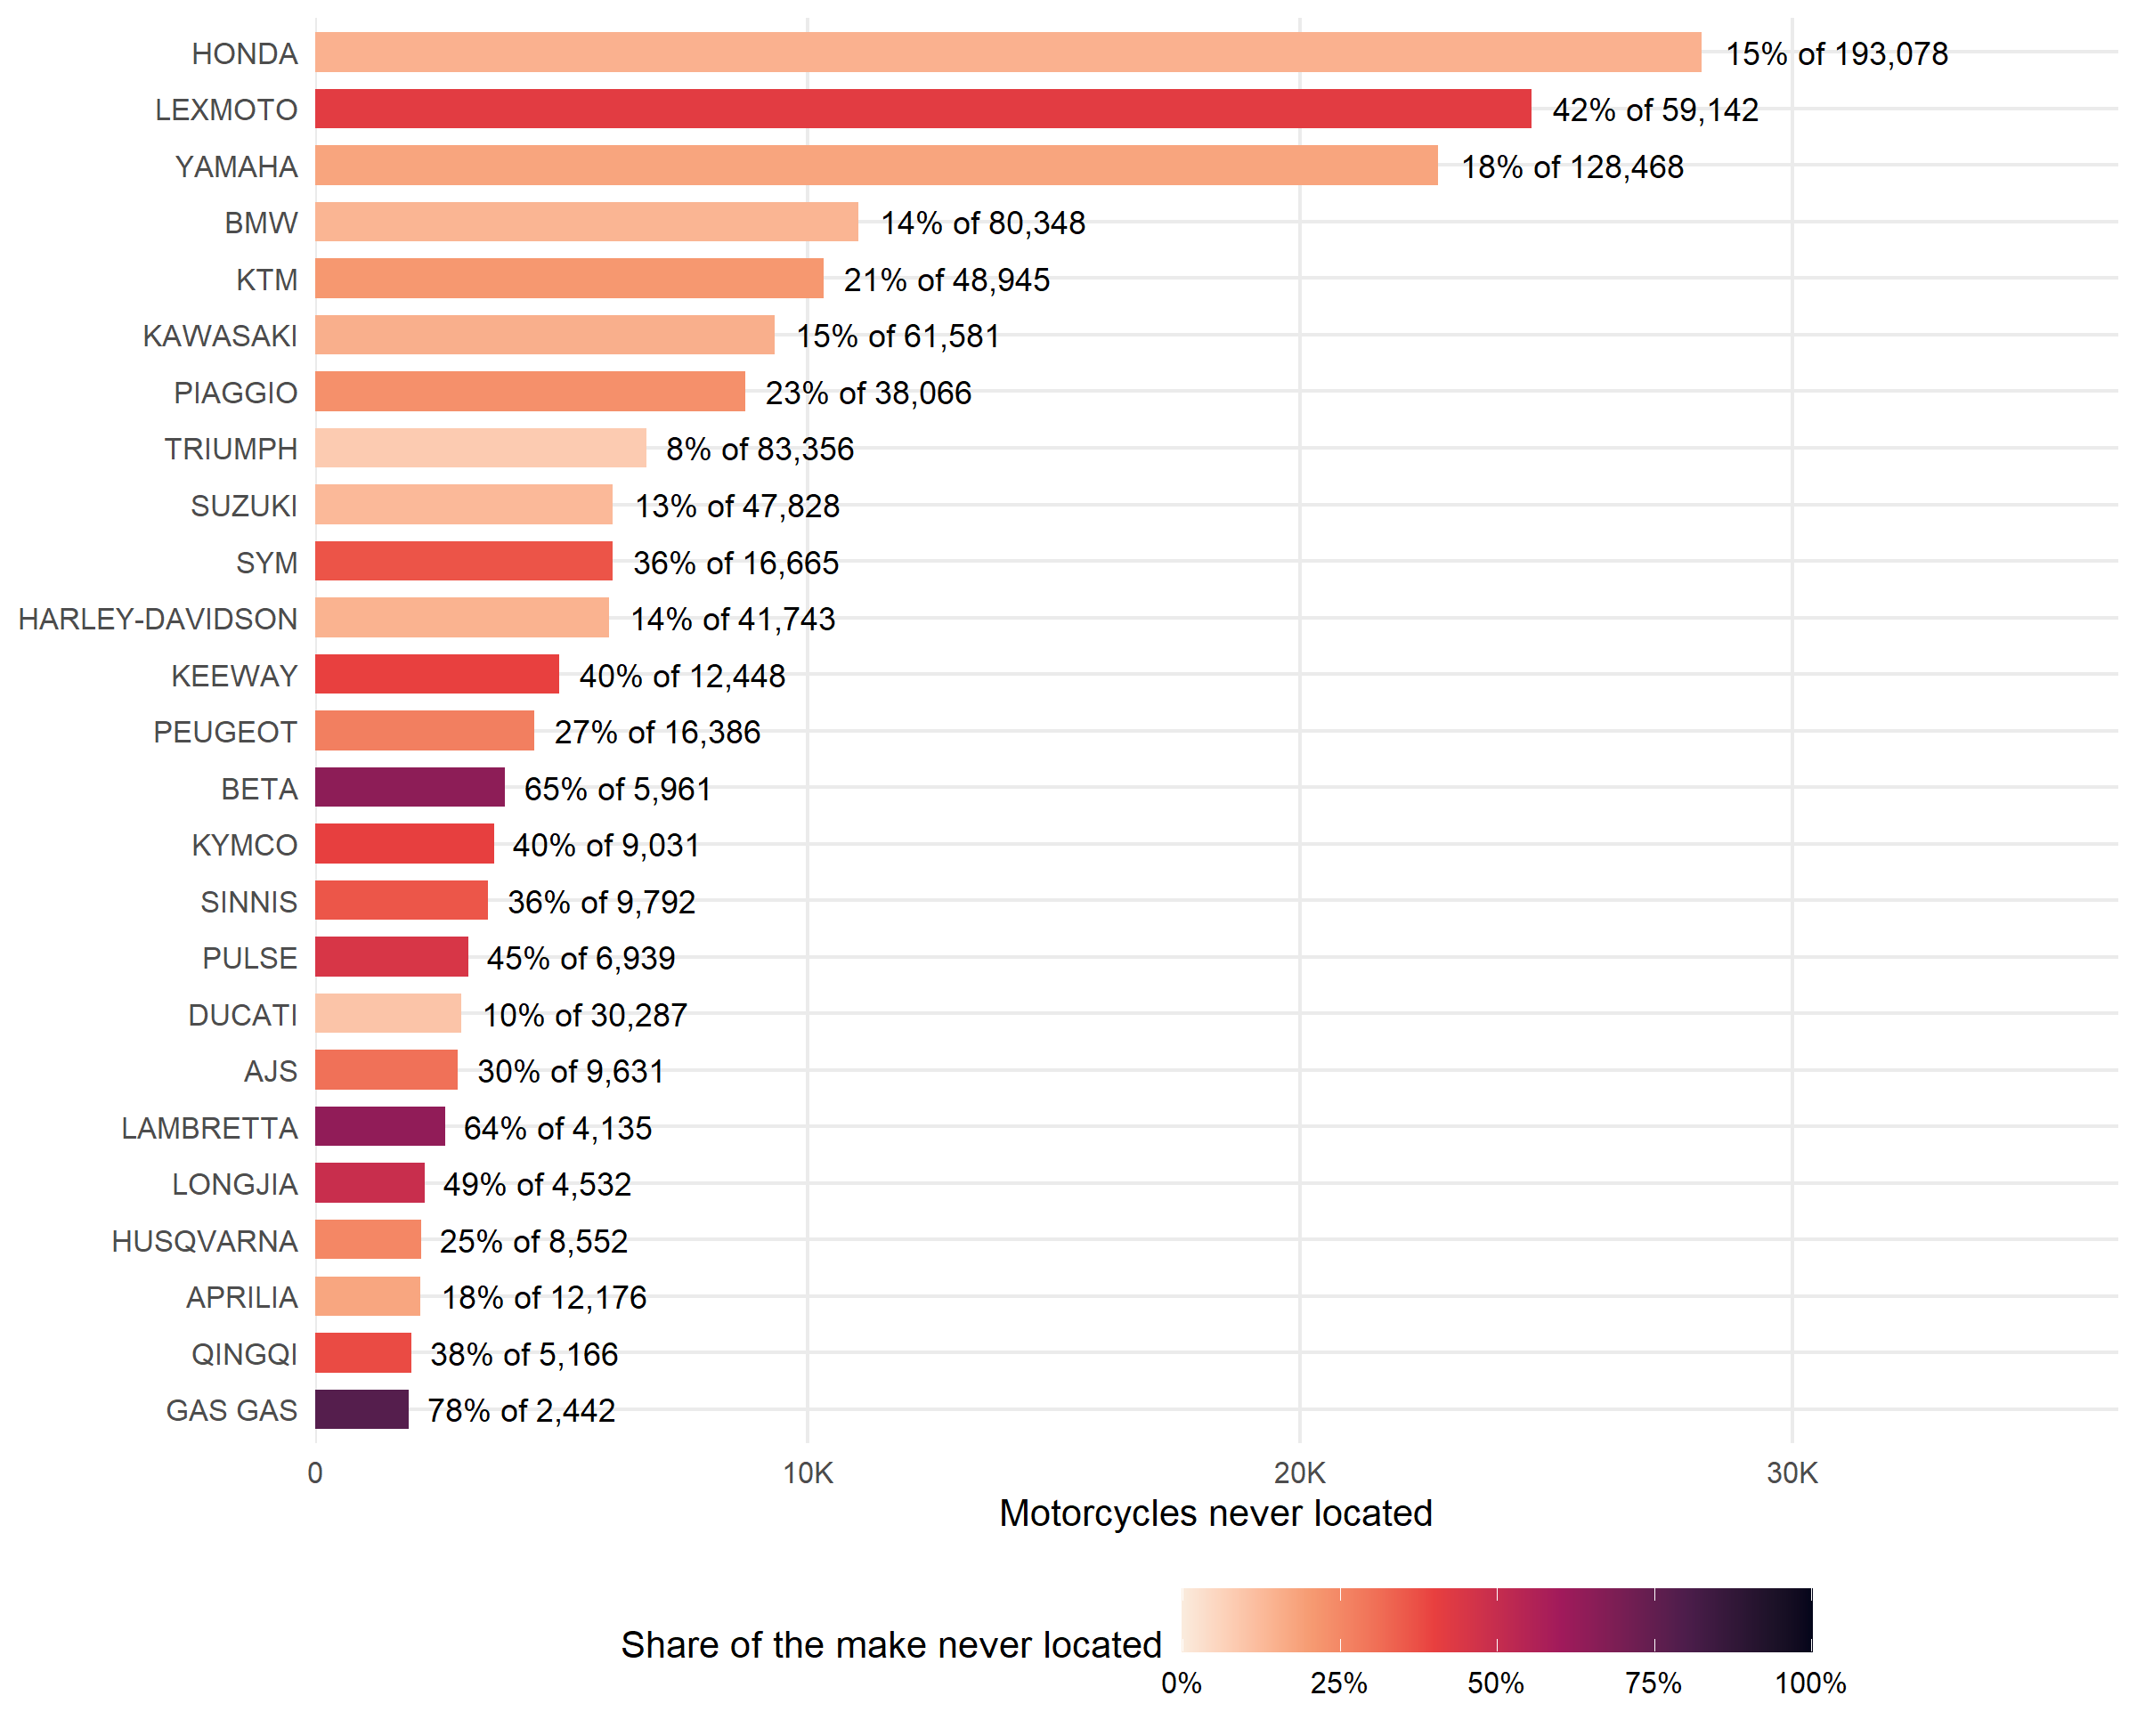 HONDA 15% of 193,078
LEXMOTO 42% of 59,142
YAMAHA 18% of 128,468
BMW 14% of 80,348
KTM 21% of 48,945
KAWASAKI 15% of 61,581
PIAGGIO 23% of 38,066
TRIUMPH 8% of 83,356
SUZUKI 13% of 47,828
SYM 36% of 16,665
HARLEY-DAVIDSON 14% of 41,743
KEEWAY 40% of 12,448
PEUGEOT 27% of 16,386
BETA 65% of 5,961
KYMCO 40% of 9,031
SINNIS 36% of 9,792
PULSE 45% of 6,939
DUCATI 10% of 30,287
AJS 30% of 9,631
LAMBRETTA 64% of 4,135
LONGJIA 49% of 4,532
HUSQVARNA 25% of 8,552
APRILIA 18% of 12,176
QINGQI 38% of 5,166
GAS GAS 78% of 2,442
0 10K 20K 30K
Motorcycles never located
Share of the make never located
0% 25% 50% 75% 100%